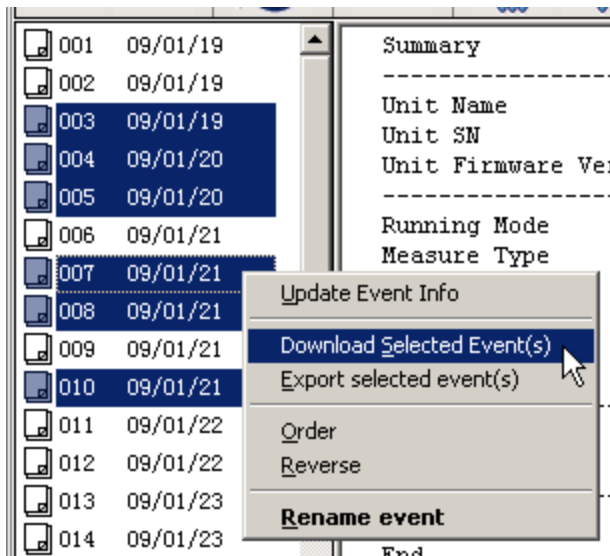 001 09/01/19
002 09/01/19
003 09/01/19
004 09/01/20
005 09/01/20
006 09/01/21
007 09/01/21
008 09/01/21
009 09/01/21
010 09/01/21
011 09/01/22
012 09/01/22
013 09/01/23
014 09/01/23
Summary
Unit Name
Unit SN
Unit Firmware Ver
Running Mode
Measure Type
Update Event Info
Download Selected Event(s)
Export selected event(s)
Order
Reverse
Rename event
End